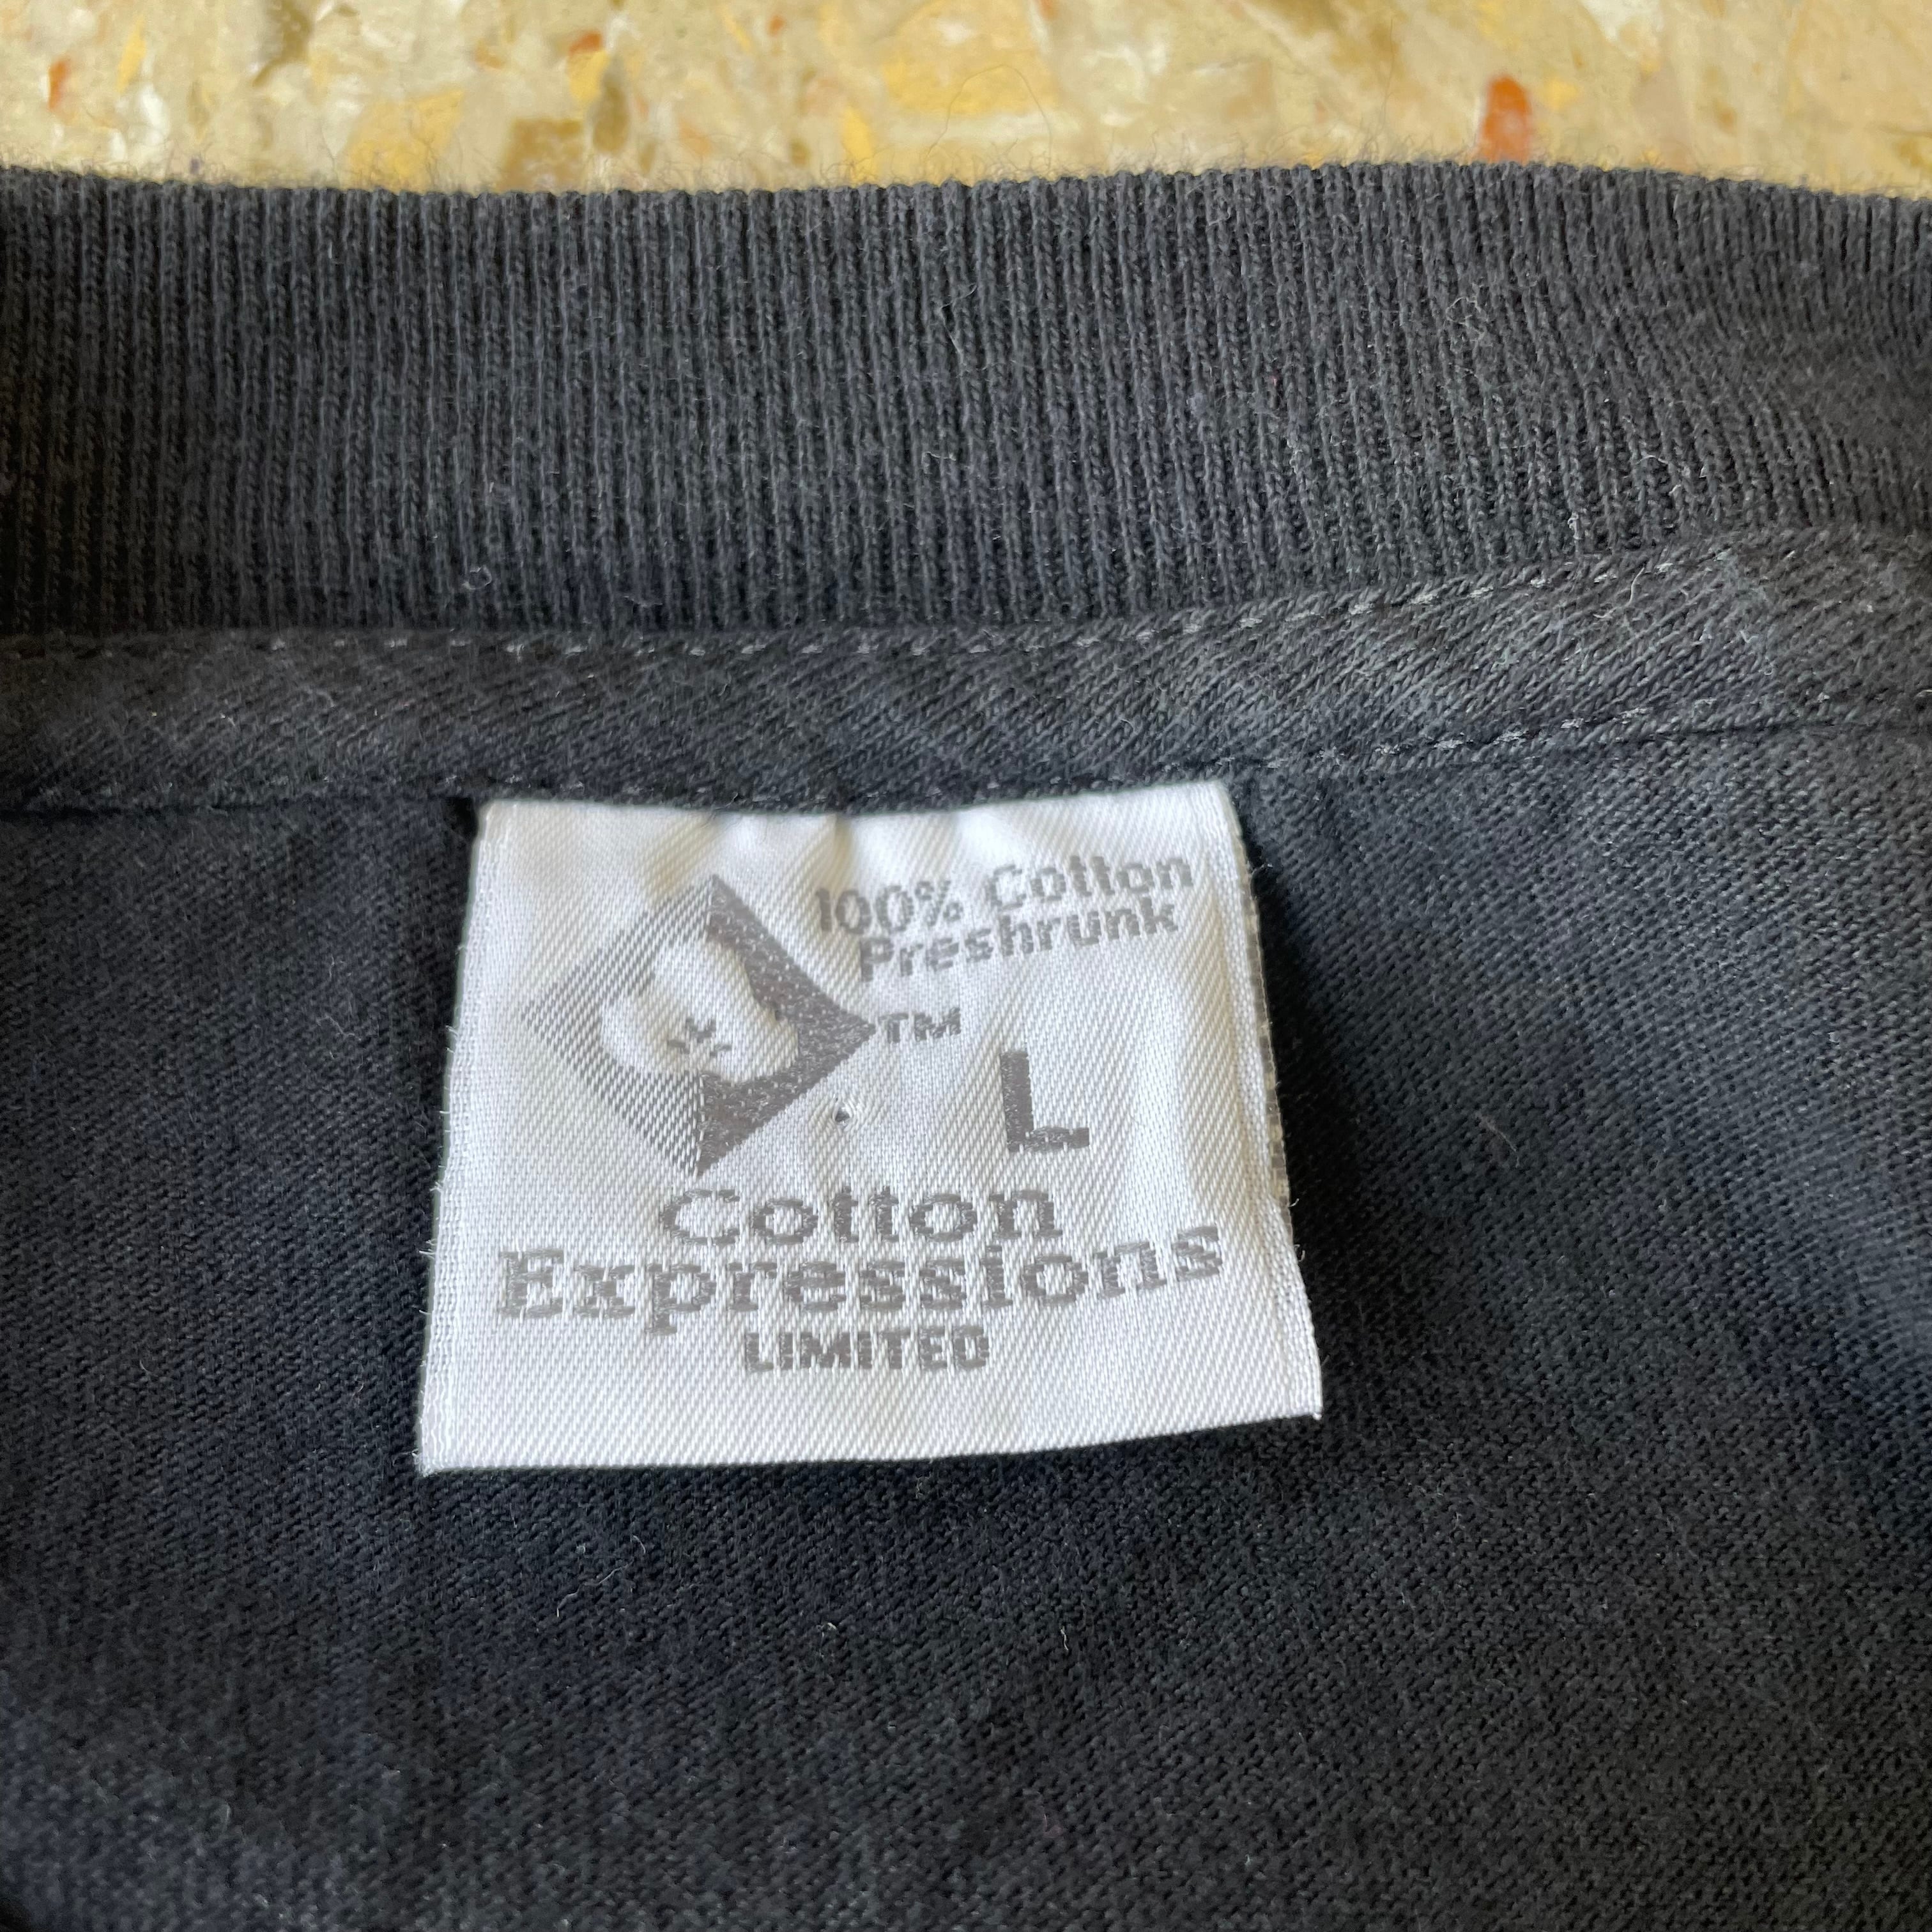 100% Cotton
Preshrunk
TM
L
Cotton
Expressions
LIMITED